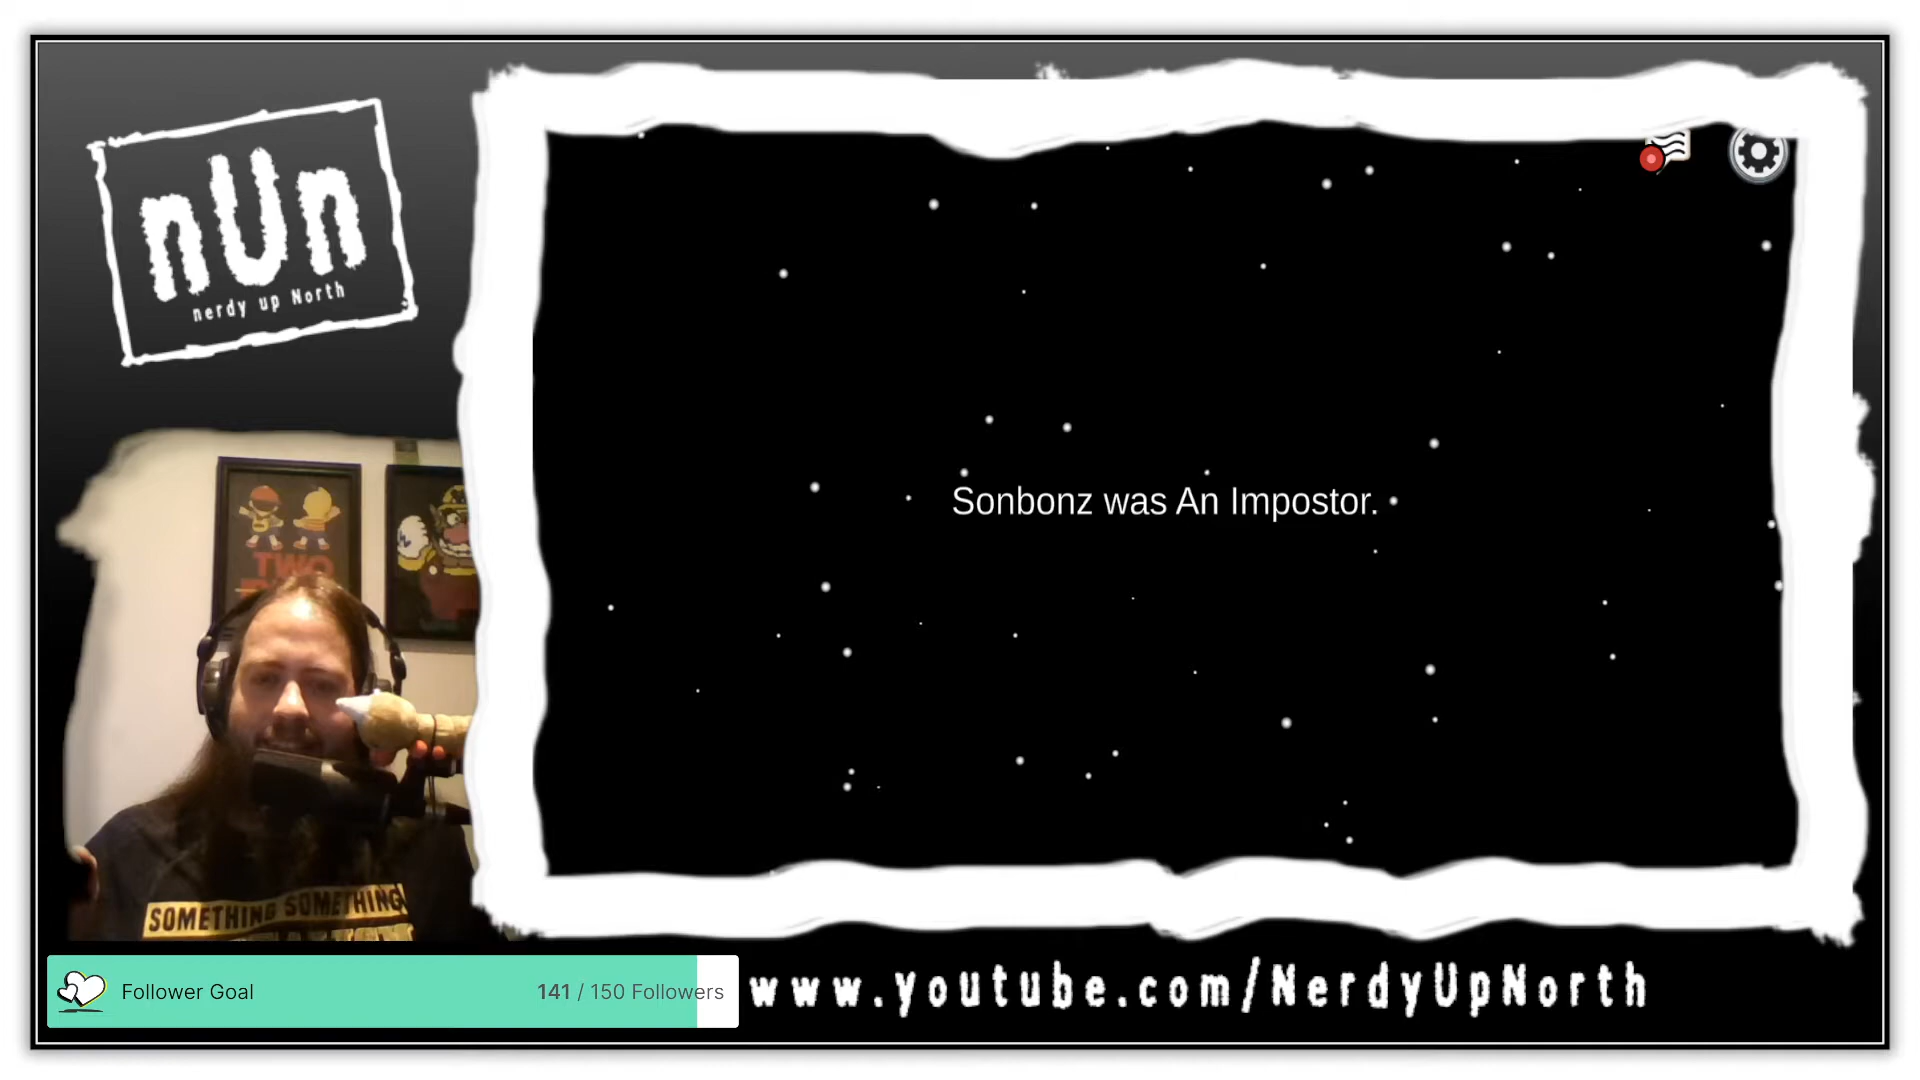 nUn
nerdy up North
Sonbonz was An Impostor.
TWO
SOMETHING SOMETHING
Follower Goal
141 / 150 Followers
www.youtube.com/NerdyUpNorth